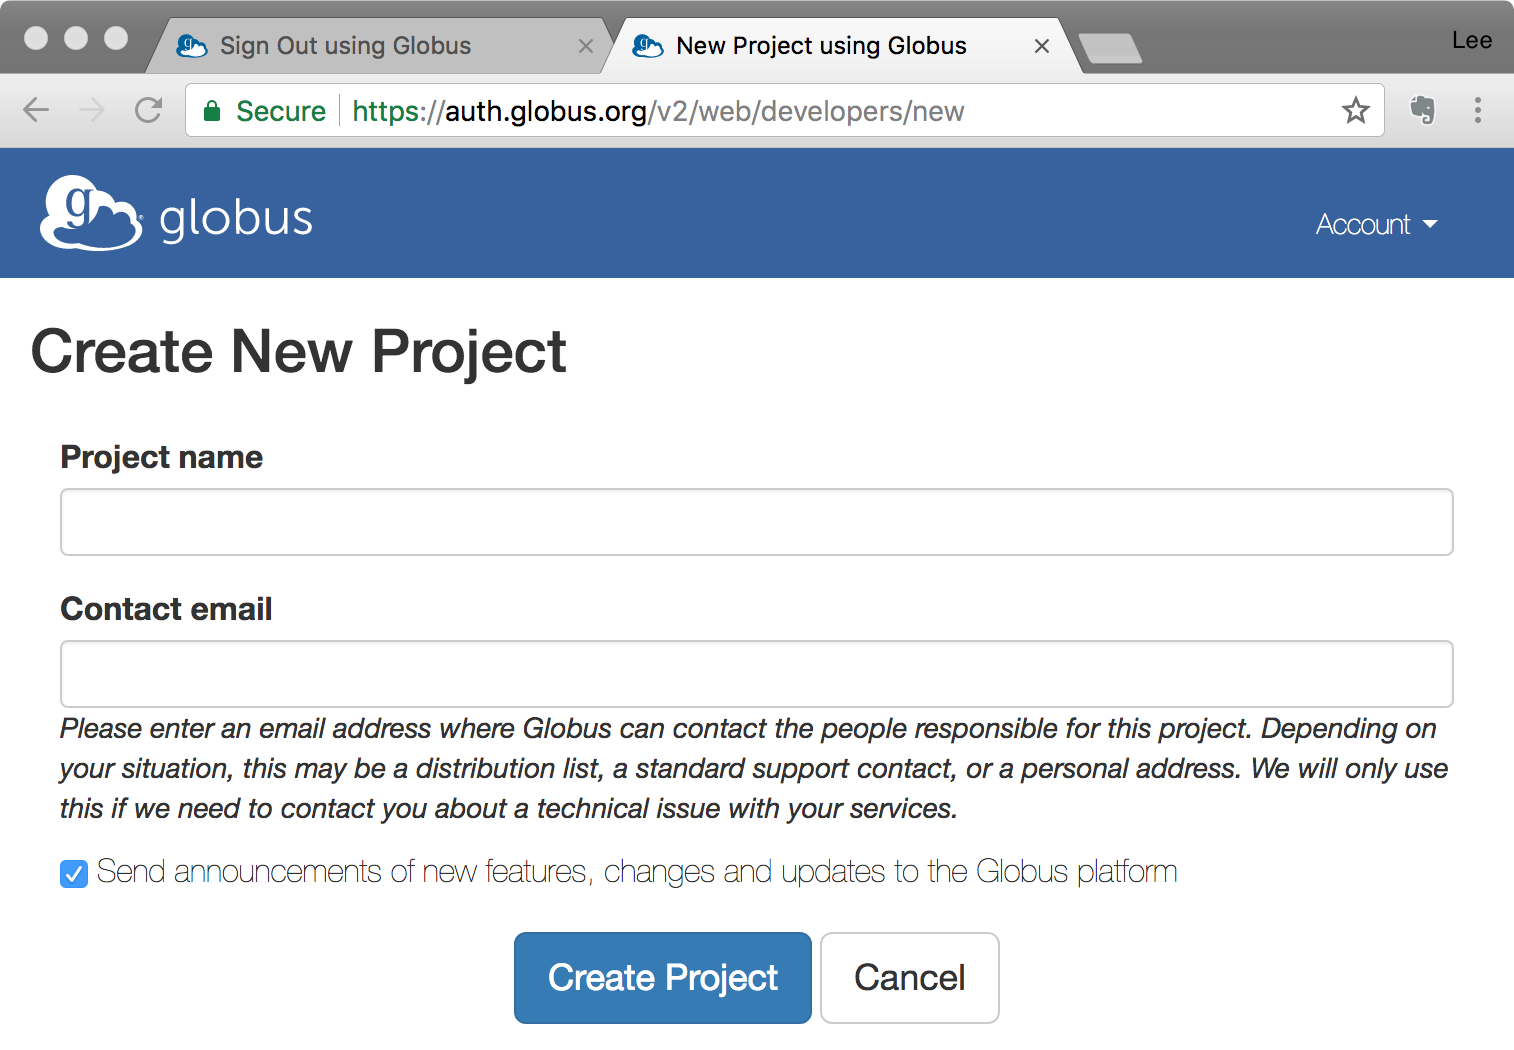 Sign Out using Globus
New Project using Globus
Lee
Secure https://auth.globus.org/v2/web/developers/new
g globus
Account
Create New Project
Project name
Contact email
Please enter an email address where Globus can contact the people responsible for this project. Depending on
your situation, this may be a distribution list, a standard support contact, or a personal address. We will only use
this if we need to contact you about a technical issue with your services.
Send announcements of new features, changes and updates to the Globus platform
Create Project
Cancel